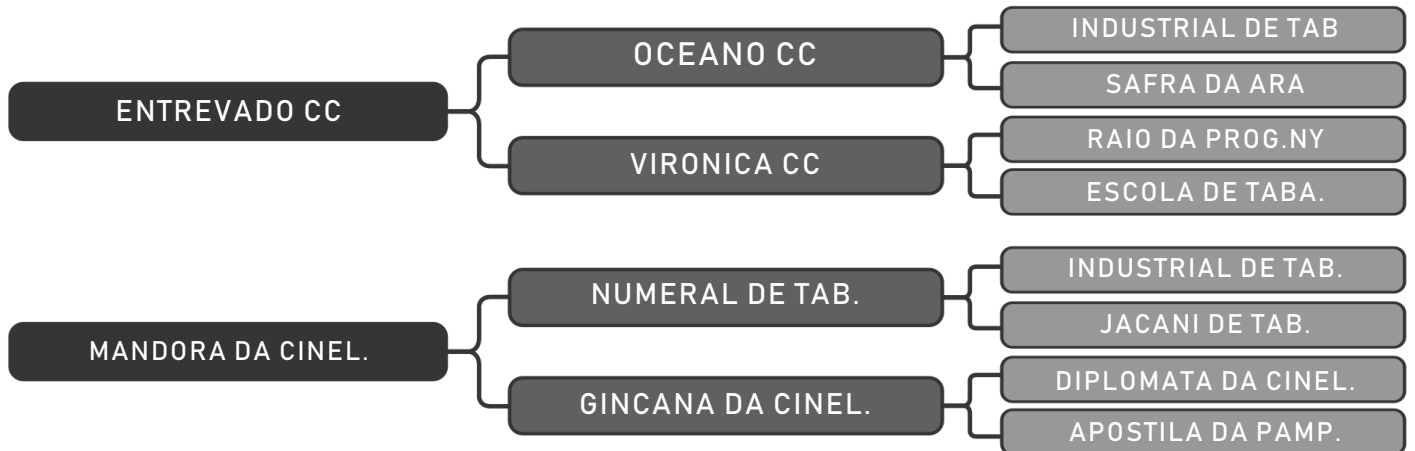 ENTREVADO CC
OCEANO CC
INDUSTRIAL DE TAB
SAFRA DA ARA
VIRONICA CC
RAIO DA PROG.NY
ESCOLA DE TABA.
MANDORA DA CINEL.
NUMERAL DE TAB.
INDUSTRIAL DE TAB.
JACANI DE TAB.
GINCANA DA CINEL.
DIPLOMATA DA CINEL.
APOSTILA DA PAMP.